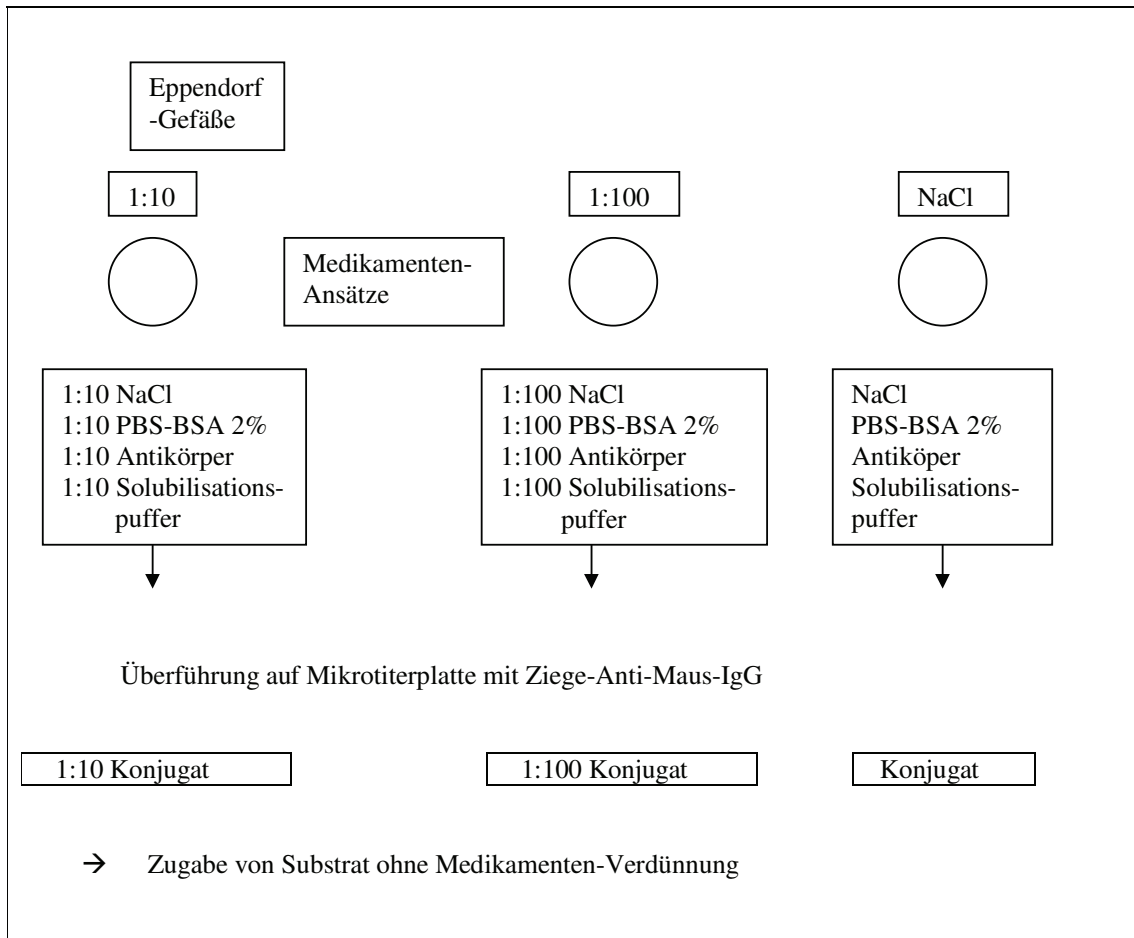 Eppendorf
-Gefäße
1:10
1:100
NaCl
Medikamenten-
Ansätze
1:10 NaCl
1:10 PBS-BSA 2%
1:10 Antikörper
1:10 Solubilisations-
puffer
1:100 NaCl
1:100 PBS-BSA 2%
1:100 Antikörper
1:100 Solubilisations-
puffer
NaCl
PBS-BSA 2%
Antiköper
Solubilisations-
puffer
Überführung auf Mikrotiterplatte mit Ziege-Anti-Maus-IgG
1:10 Konjugat
1:100 Konjugat
Konjugat
→ Zugabe von Substrat ohne Medikamenten-Verdünnung